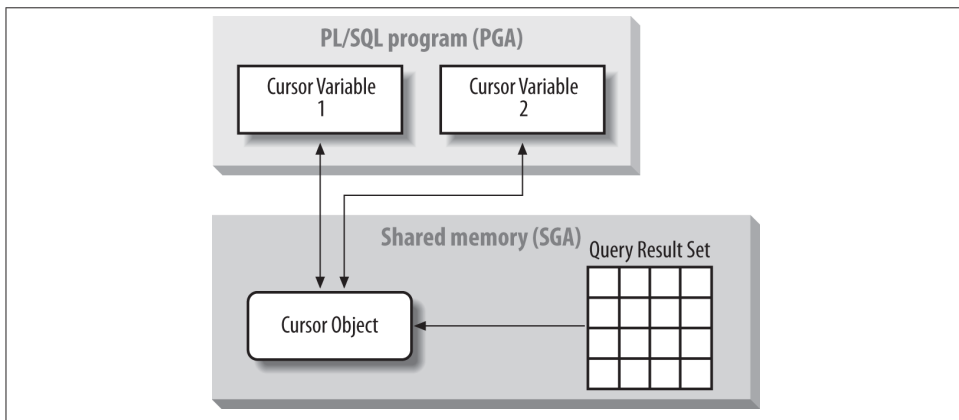 PL/SQL program (PGA)
Cursor Variable
1
Cursor Variable
2
Shared memory (SGA)
Query Result Set
Cursor Object